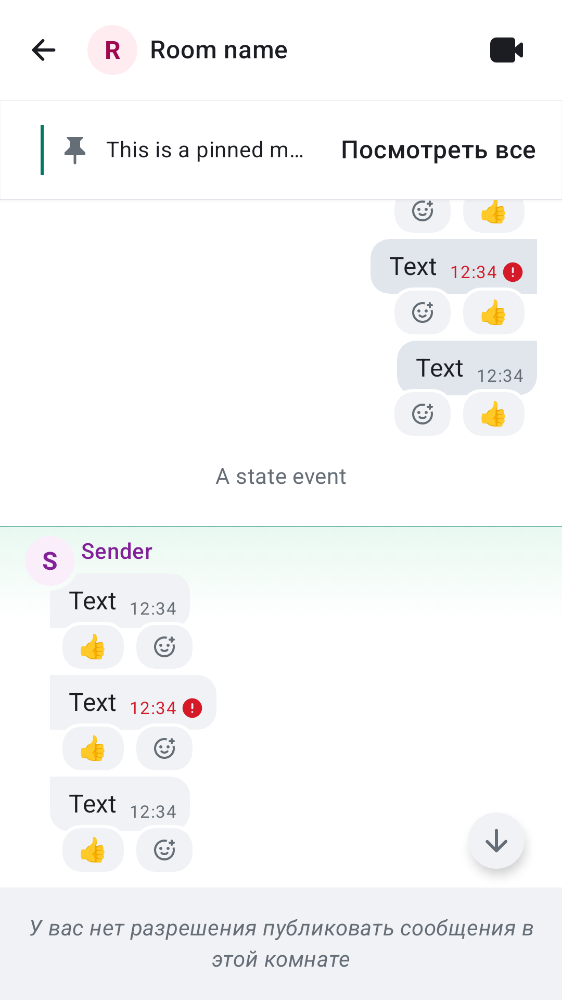 R Room name
This is a pinned m… Посмотреть все
👍
Text 12:34
👍
Text 12:34
👍
A state event
S Sender
Text 12:34
👍
Text 12:34
👍
Text 12:34
👍
У вас нет разрешения публиковать сообщения в
этой комнате